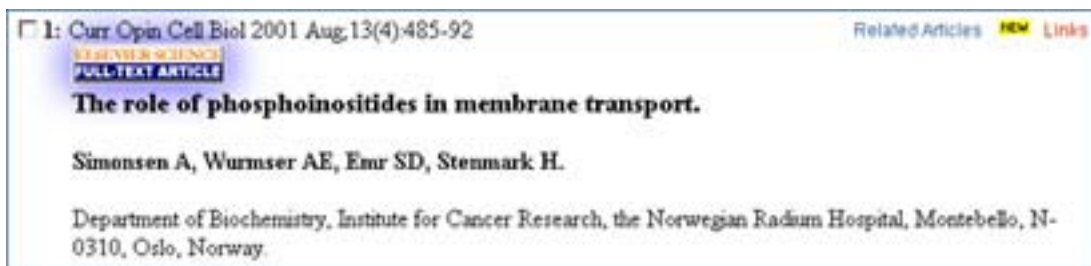 1: Curr Opin Cell Biol 2001 Aug;13(4):485-92 Related Articles NEW Links
ELSEVIER SCIENCE
FULL-TEXT ARTICLE
The role of phosphoinositides in membrane transport.
Simonsen A, Wurmser AE, Emr SD, Stenmark H.
Department of Biochemistry, Institute for Cancer Research, the Norwegian Radium Hospital, Montebello, N-
0310, Oslo, Norway.